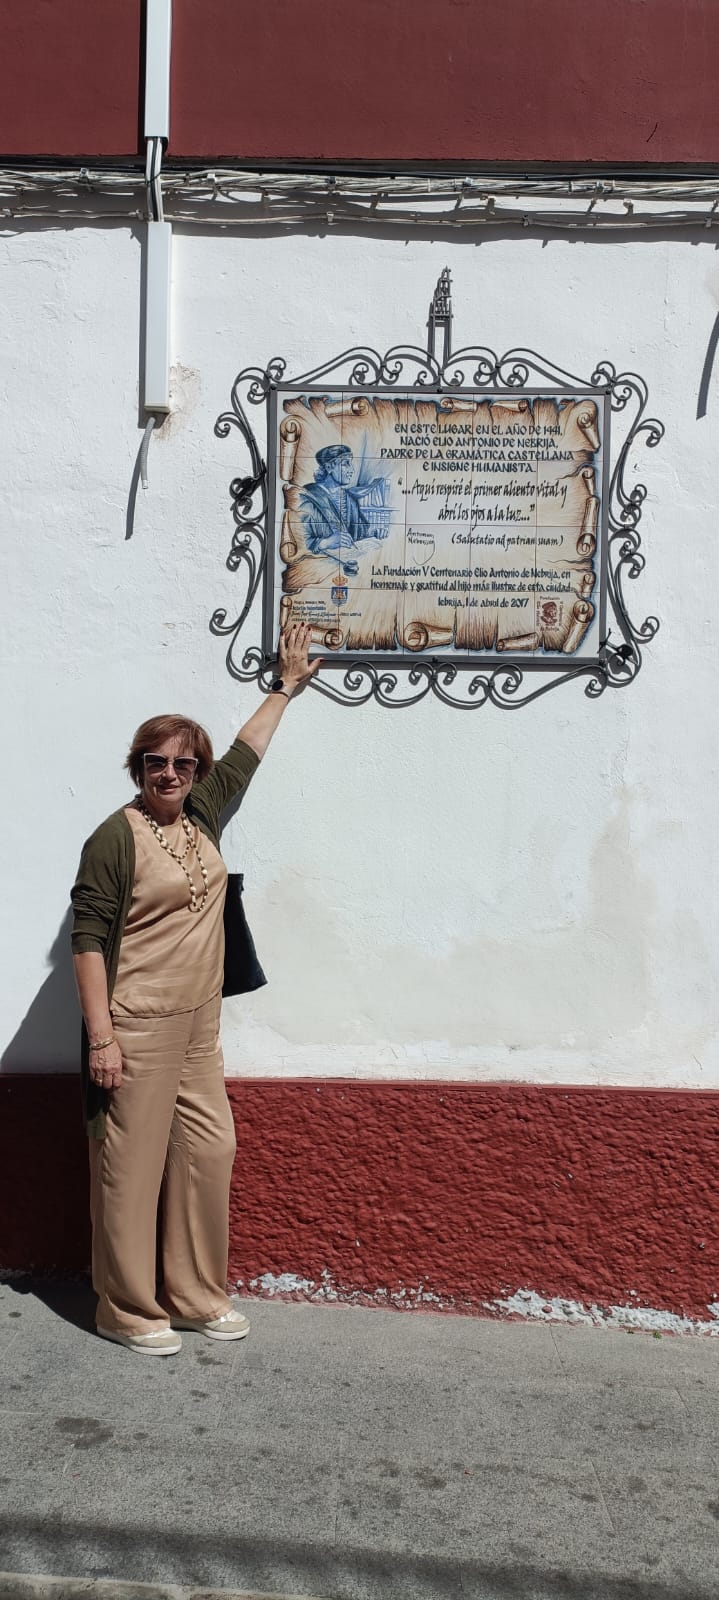 EN ESTE LUGAR, EN EL AÑO DE 1441,
NACIÓ ELIO ANTONIO DE NEBRIJA,
PADRE DE LA GRAMÁTICA CASTELLANA
E INSIGNE HUMANISTA.
“...Aquí respiré el primer aliento vital y
abrí los ojos a la luz...”
Antonius
Nebrissen
(Salutatio ad patriam suam)
La Fundación V Centenario Elio Antonio de Nebrija, en
homenaje y gratitud al hijo más ilustre de esta ciudad.
lebrija, 1 de abril de 2017